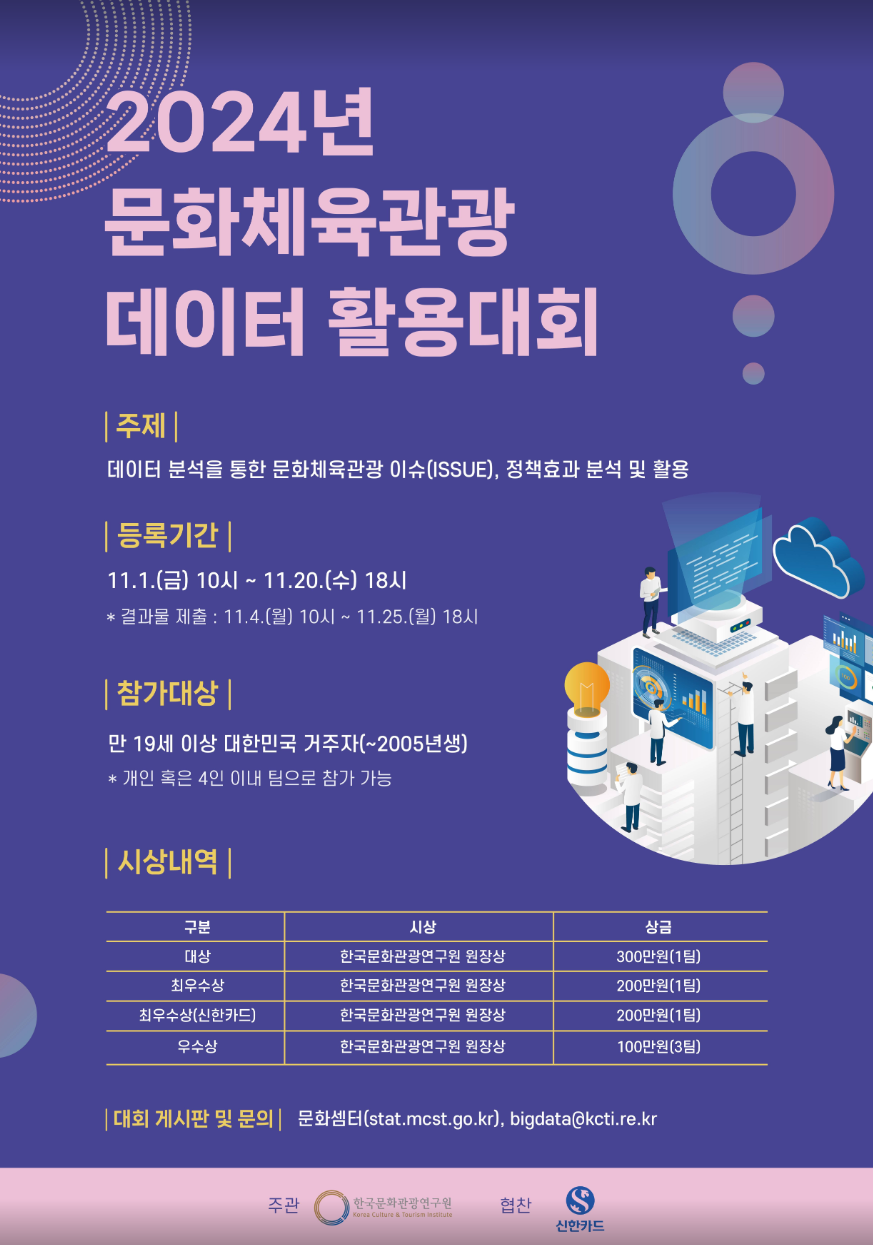 2024년
문화체육관광
데이터 활용대회
| 주제 |
데이터 분석을 통한 문화체육관광 이슈(ISSUE), 정책효과 분석 및 활용
| 등록기간 |
11.1.(금) 10시 ~ 11.20.(수) 18시
* 결과물 제출 : 11.4.(월) 10시 ~ 11.25.(월) 18시
| 참가대상 |
만 19세 이상 대한민국 거주자(~2005년생)
* 개인 혹은 4인 이내 팀으로 참가 가능
| 시상내역 |
구분 시상 상금
대상 한국문화관광연구원 원장상 300만원(1팀)
최우수상 한국문화관광연구원 원장상 200만원(1팀)
최우수상(신한카드) 한국문화관광연구원 원장상 200만원(1팀)
우수상 한국문화관광연구원 원장상 100만원(3팀)
| 대회 게시판 및 문의 | 문화셈터(stat.mcst.go.kr), bigdata@kcti.re.kr
주관 한국문화관광연구원 협찬
Korea Culture & Tourism Institute
신한카드